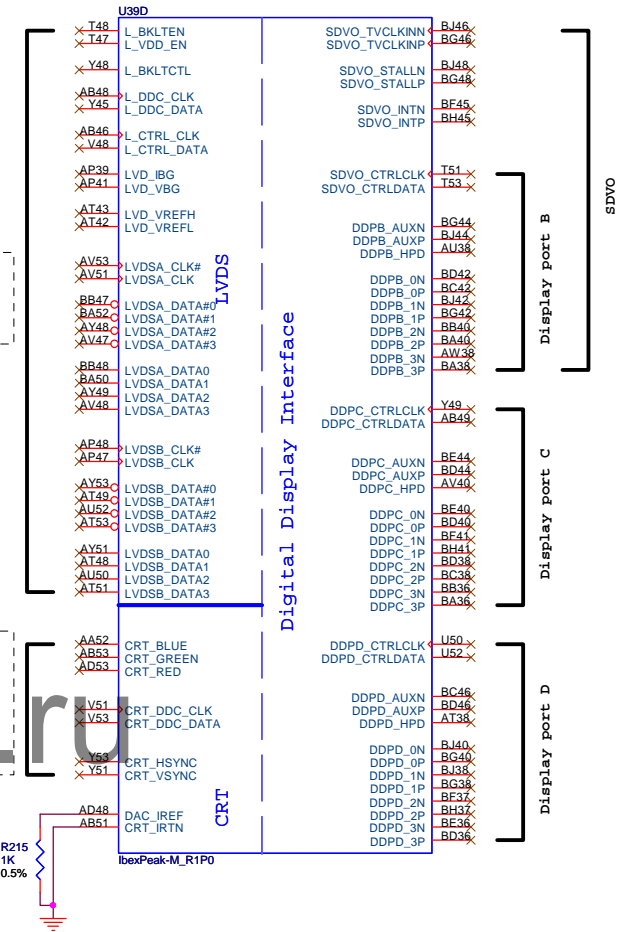 U39D
T48 L_BKLTEN SDVO_TVCLKINN BJ46
T47 L_VDD_EN SDVO_TVCLKINP BG46
Y48 L_BKLTCTL SDVO_STALLN BJ48
SDVO_STALLP BG48
AB48 L_DDC_CLK
Y45 L_DDC_DATA SDVO_INTN BF45
SDVO_INTP BH45
AB46 L_CTRL_CLK
V48 L_CTRL_DATA
AP39 LVD_IBG SDVO_CTRLCLK T51
AP41 LVD_VBG SDVO_CTRLDATA T53
AT43 LVD_VREFH
AT42 LVD_VREFL DDPB_AUXN BG44
DDPB_AUXP BJ44
DDPB_HPD AU38
AV53 LVDSA_CLK#
AV51 LVDSA_CLK DDPB_0N BD42
DDPB_0P BC42
BB47 LVDSA_DATA#0 DDPB_1N BJ42
BA52 LVDSA_DATA#1 DDPB_1P BG42
AY48 LVDSA_DATA#2 DDPB_2N BB40
AV47 LVDSA_DATA#3 DDPB_2P BA40
DDPB_3N AW38
BB48 LVDSA_DATA0 DDPB_3P BA38
BA50 LVDSA_DATA1
AY49 LVDSA_DATA2
AV48 LVDSA_DATA3 DDPC_CTRLCLK Y49
DDPC_CTRLDATA AB49
AP48 LVDSB_CLK#
AP47 LVDSB_CLK DDPC_AUXN BE44
DDPC_AUXP BD44
AY53 LVDSB_DATA#0 DDPC_HPD AV40
AT49 LVDSB_DATA#1
AU52 LVDSB_DATA#2 DDPC_0N BE40
AT53 LVDSB_DATA#3 DDPC_0P BD40
DDPC_1N BF41
AY51 LVDSB_DATA0 DDPC_1P BH41
AT48 LVDSB_DATA1 DDPC_2N BD38
AU50 LVDSB_DATA2 DDPC_2P BC38
AT51 LVDSB_DATA3 DDPC_3N BB36
DDPC_3P BA36
AA52 CRT_BLUE DDPD_CTRLCLK U50
AB53 CRT_GREEN DDPD_CTRLDATA U52
AD53 CRT_RED
DDPD_AUXN BC46
V51 CRT_DDC_CLK DDPD_AUXP BD46
V53 CRT_DDC_DATA DDPD_HPD AT38
DDPD_0N BJ40
Y53 CRT_HSYNC DDPD_0P BG40
Y51 CRT_VSYNC DDPD_1N BJ38
DDPD_1P BG38
DDPD_2N BF37
AD48 DAC_IREF DDPD_2P BH37
AB51 CRT_IRTN DDPD_3N BE36
DDPD_3P BD36
IbexPeak-M_R1P0
LVDS
CRT
Digital Display Interface
Display port B
Display port C
Display port D
SDVO
R215
1K
0.5%
ru